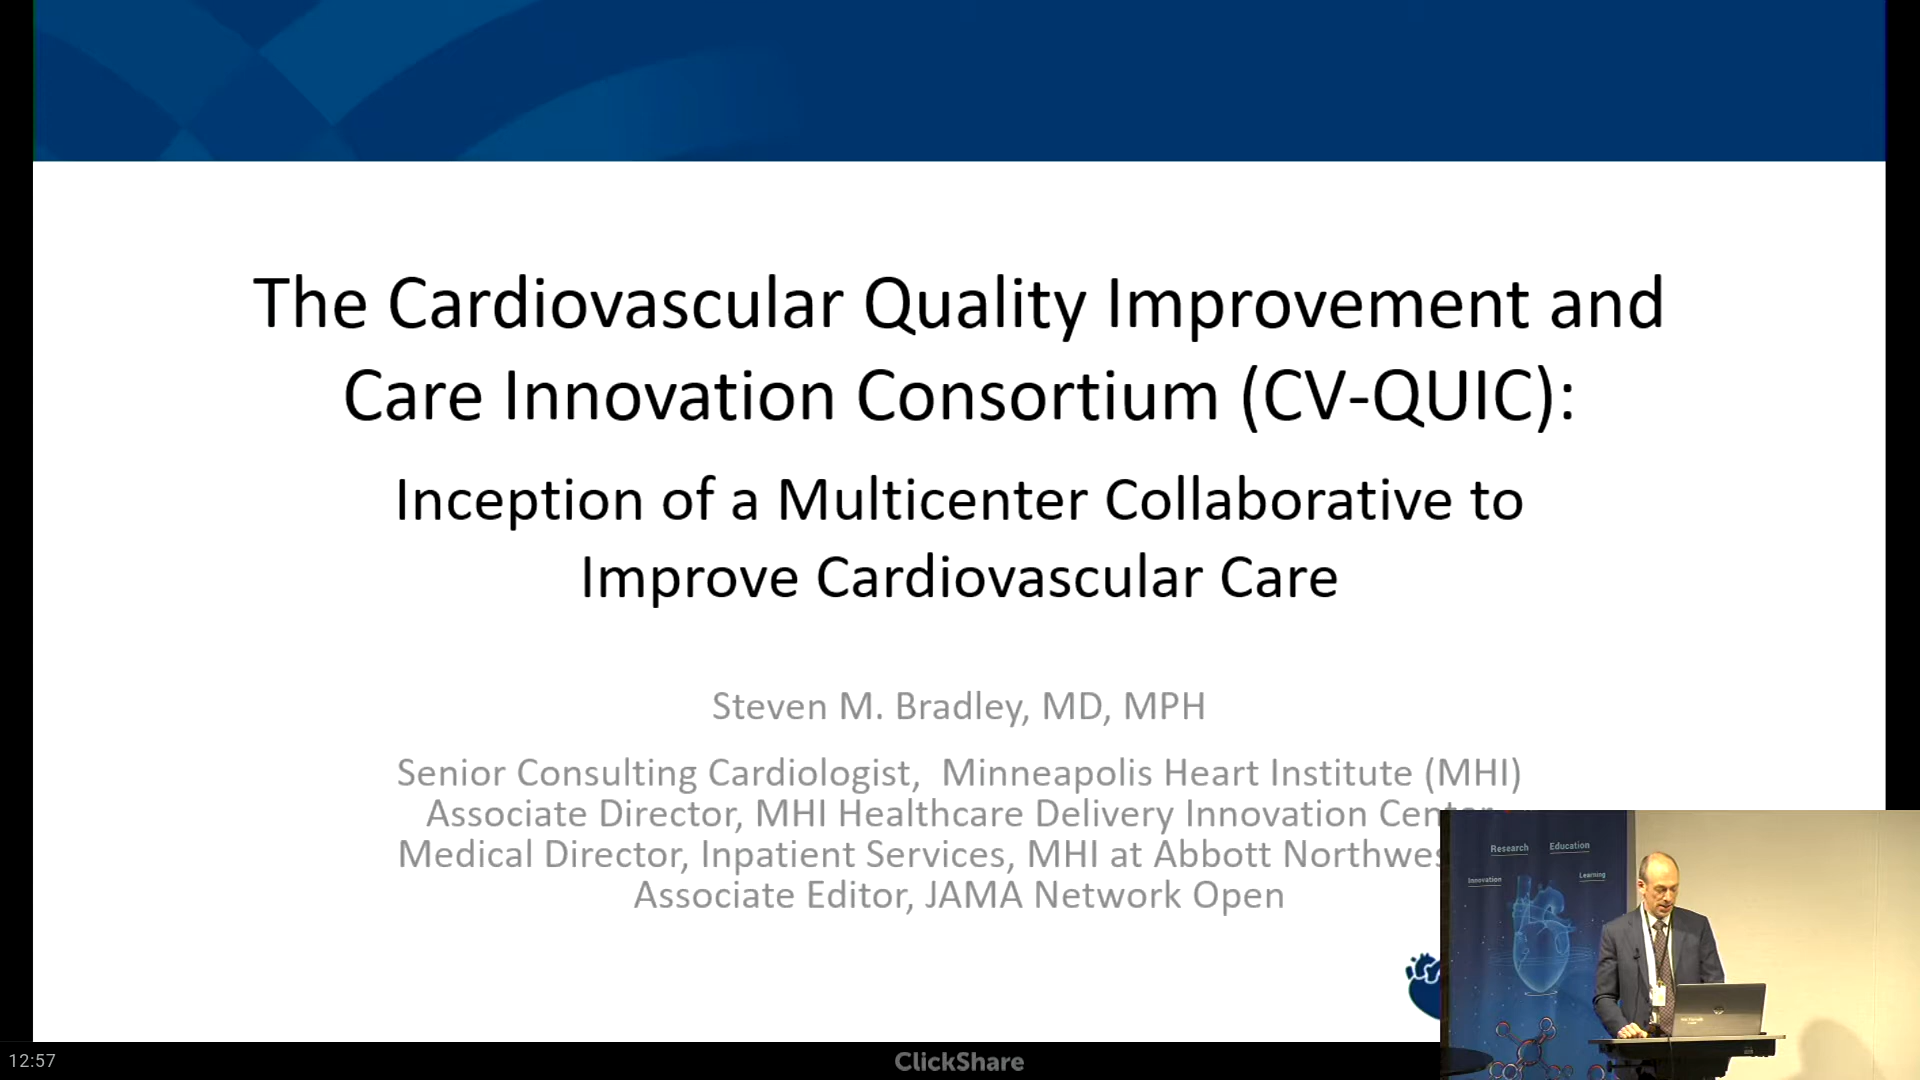 The Cardiovascular Quality Improvement and
Care Innovation Consortium (CV-QUIC):
Inception of a Multicenter Collaborative to
Improve Cardiovascular Care
Steven M. Bradley, MD, MPH
Senior Consulting Cardiologist, Minneapolis Heart Institute (MHI)
Associate Director, MHI Healthcare Delivery Innovation Center
Medical Director, Inpatient Services, MHI at Abbott Northwes
Associate Editor, JAMA Network Open
Research Education
Innovation Learning
12:57
ClickShare